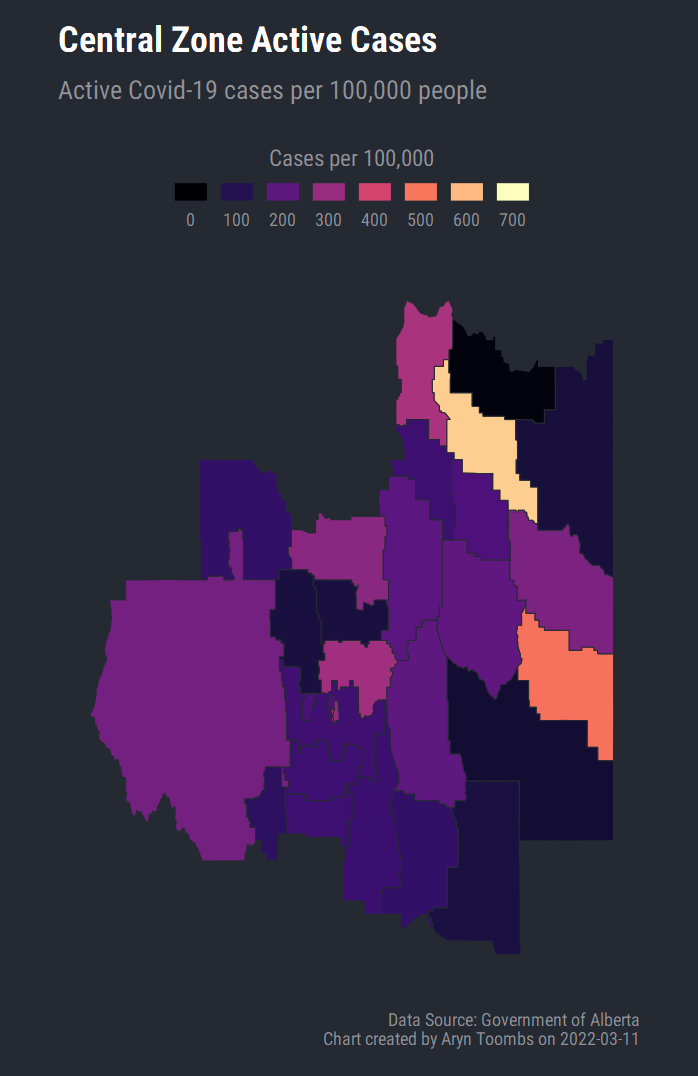 Central Zone Active Cases
Active Covid-19 cases per 100,000 people
Cases per 100,000
0 100 200 300 400 500 600 700
Data Source: Government of Alberta
Chart created by Aryn Toombs on 2022-03-11